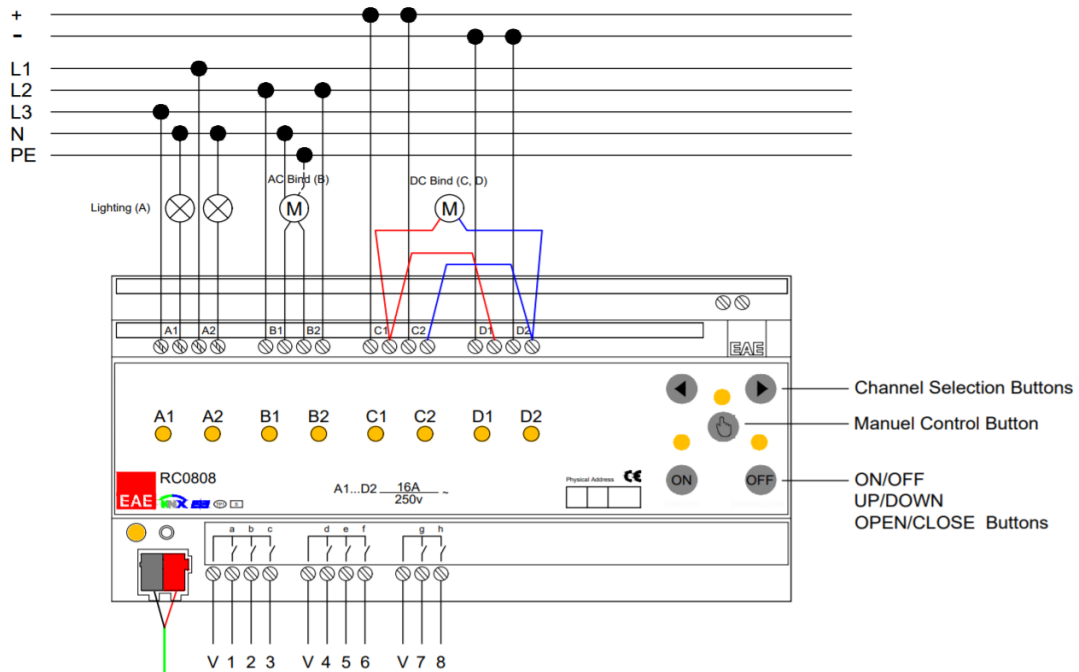 +
-
L1
L2
L3
N
PE
AC Bind (B)
DC Bind (C, D)
Lighting (A)
M
M
A1 A2 B1 B2 C1 C2 D1 D2
EAE
Channel Selection Buttons
A1 A2 B1 B2 C1 C2 D1 D2
Manuel Control Button
RC0808
EAE KNX
A1...D2 16A ~
250v
Physical Address CE
ON OFF
ON/OFF
UP/DOWN
OPEN/CLOSE Buttons
a b c d e f g h
V 1 2 3 V 4 5 6 V 7 8